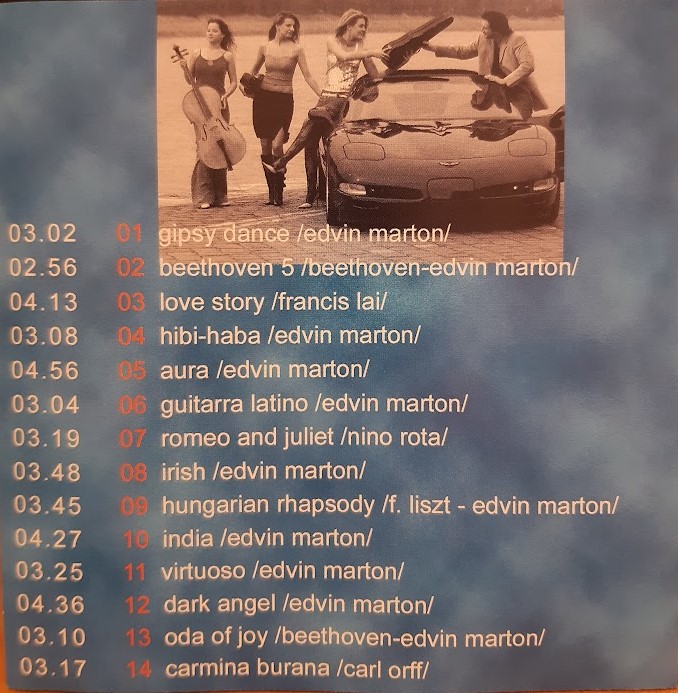 03.02 01 gipsy dance /edvin marton/
02.56 02 beethoven 5 /beethoven-edvin marton/
04.13 03 love story /francis lai/
03.08 04 hibi-haba /edvin marton/
04.56 05 aura /edvin marton/
03.04 06 guitarra latino /edvin marton/
03.19 07 romeo and juliet /nino rota/
03.48 08 irish /edvin marton/
03.45 09 hungarian rhapsody /f. liszt - edvin marton/
04.27 10 india /edvin marton/
03.25 11 virtuoso /edvin marton/
04.36 12 dark angel /edvin marton/
03.10 13 oda of joy /beethoven-edvin marton/
03.17 14 carmina burana /carl orff/